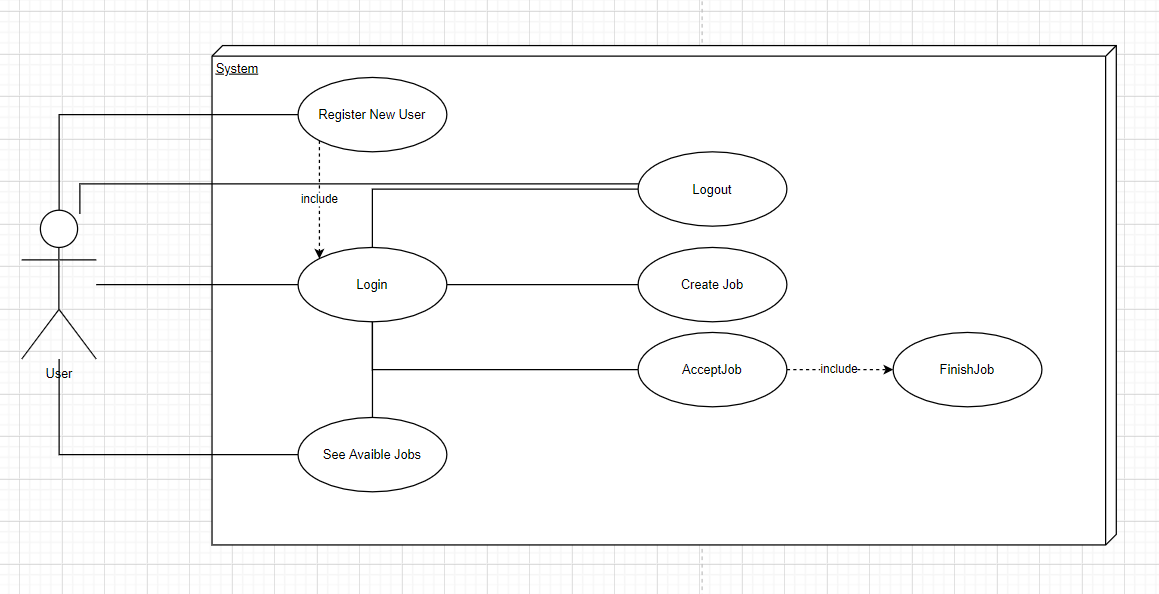 System
Register New User
include
Logout
Login
Create Job
AcceptJob
include
FinishJob
User
See Avaible Jobs